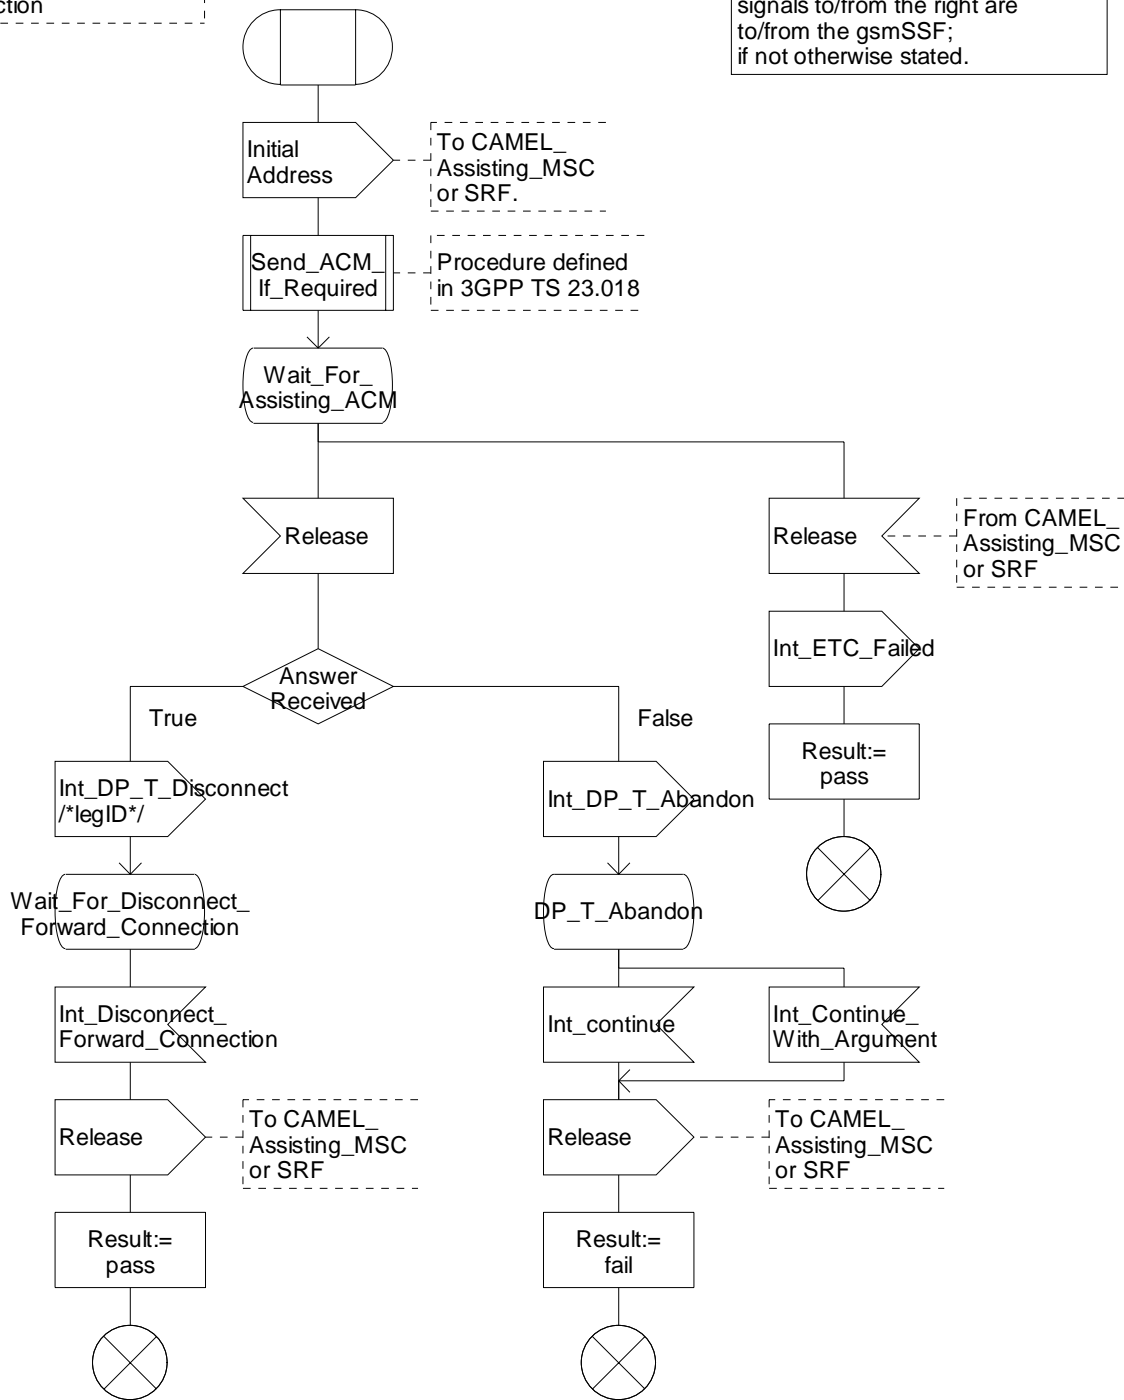 ction
signals to/from the right are
to/from the gsmSSF;
if not otherwise stated.
Initial
Address
To CAMEL_
Assisting_MSC
or SRF.
Send_ACM_
If_Required
Procedure defined
in 3GPP TS 23.018
Wait_For_
Assisting_ACM
Release
Release
From CAMEL_
Assisting_MSC
or SRF
Int_ETC_Failed
Answer
Received
True
False
Result:=
pass
Int_DP_T_Disconnect
/*legID*/
Int_DP_T_Abandon
Wait_For_Disconnect_
Forward_Connection
DP_T_Abandon
Int_Disconnect_
Forward_Connection
Int_continue
Int_Continue_
With_Argument
Release
To CAMEL_
Assisting_MSC
or SRF
Release
To CAMEL_
Assisting_MSC
or SRF
Result:=
pass
Result:=
fail